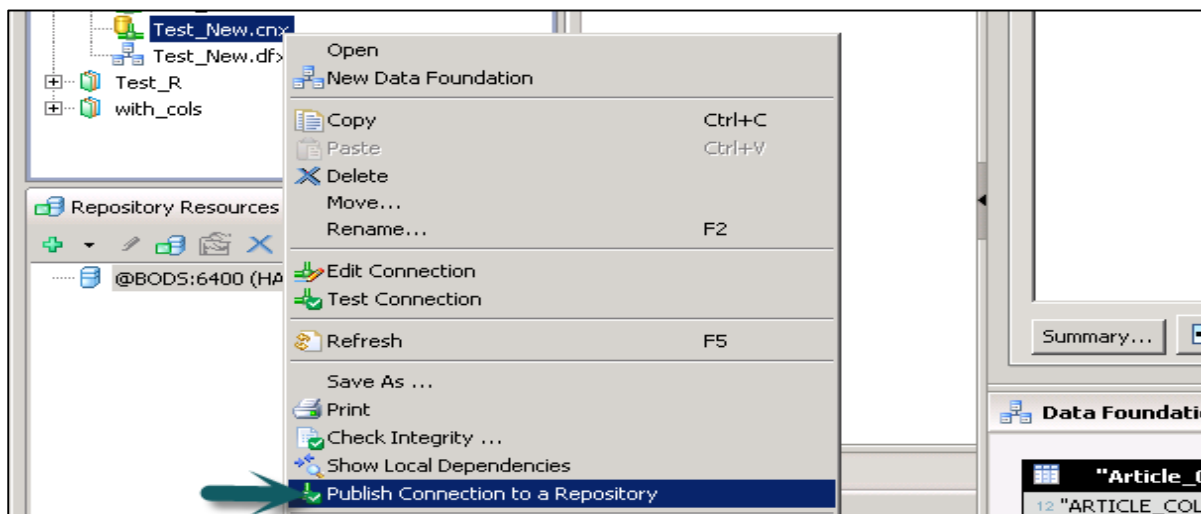 Test_New.cnx
Test_New.dfx
Test_R
with_cols
Repository Resources
@BODS:6400 (HA
Open
New Data Foundation
Copy Ctrl+C
Paste Ctrl+V
Delete
Move...
Rename... F2
Edit Connection
Test Connection
Refresh F5
Save As ...
Print
Check Integrity ...
Show Local Dependencies
Publish Connection to a Repository
Summary...
Data Foundati
"Article_
12 "ARTICLE_COL